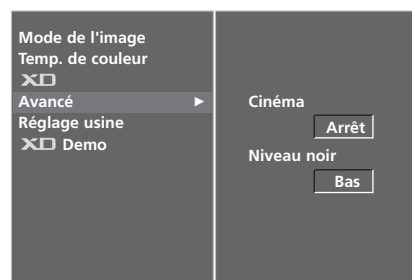 Mode de l'image
Temp. de couleur
XD
Avancé ►
Réglage usine
XD Demo
Cinéma
Arrêt
Niveau noir
Bas